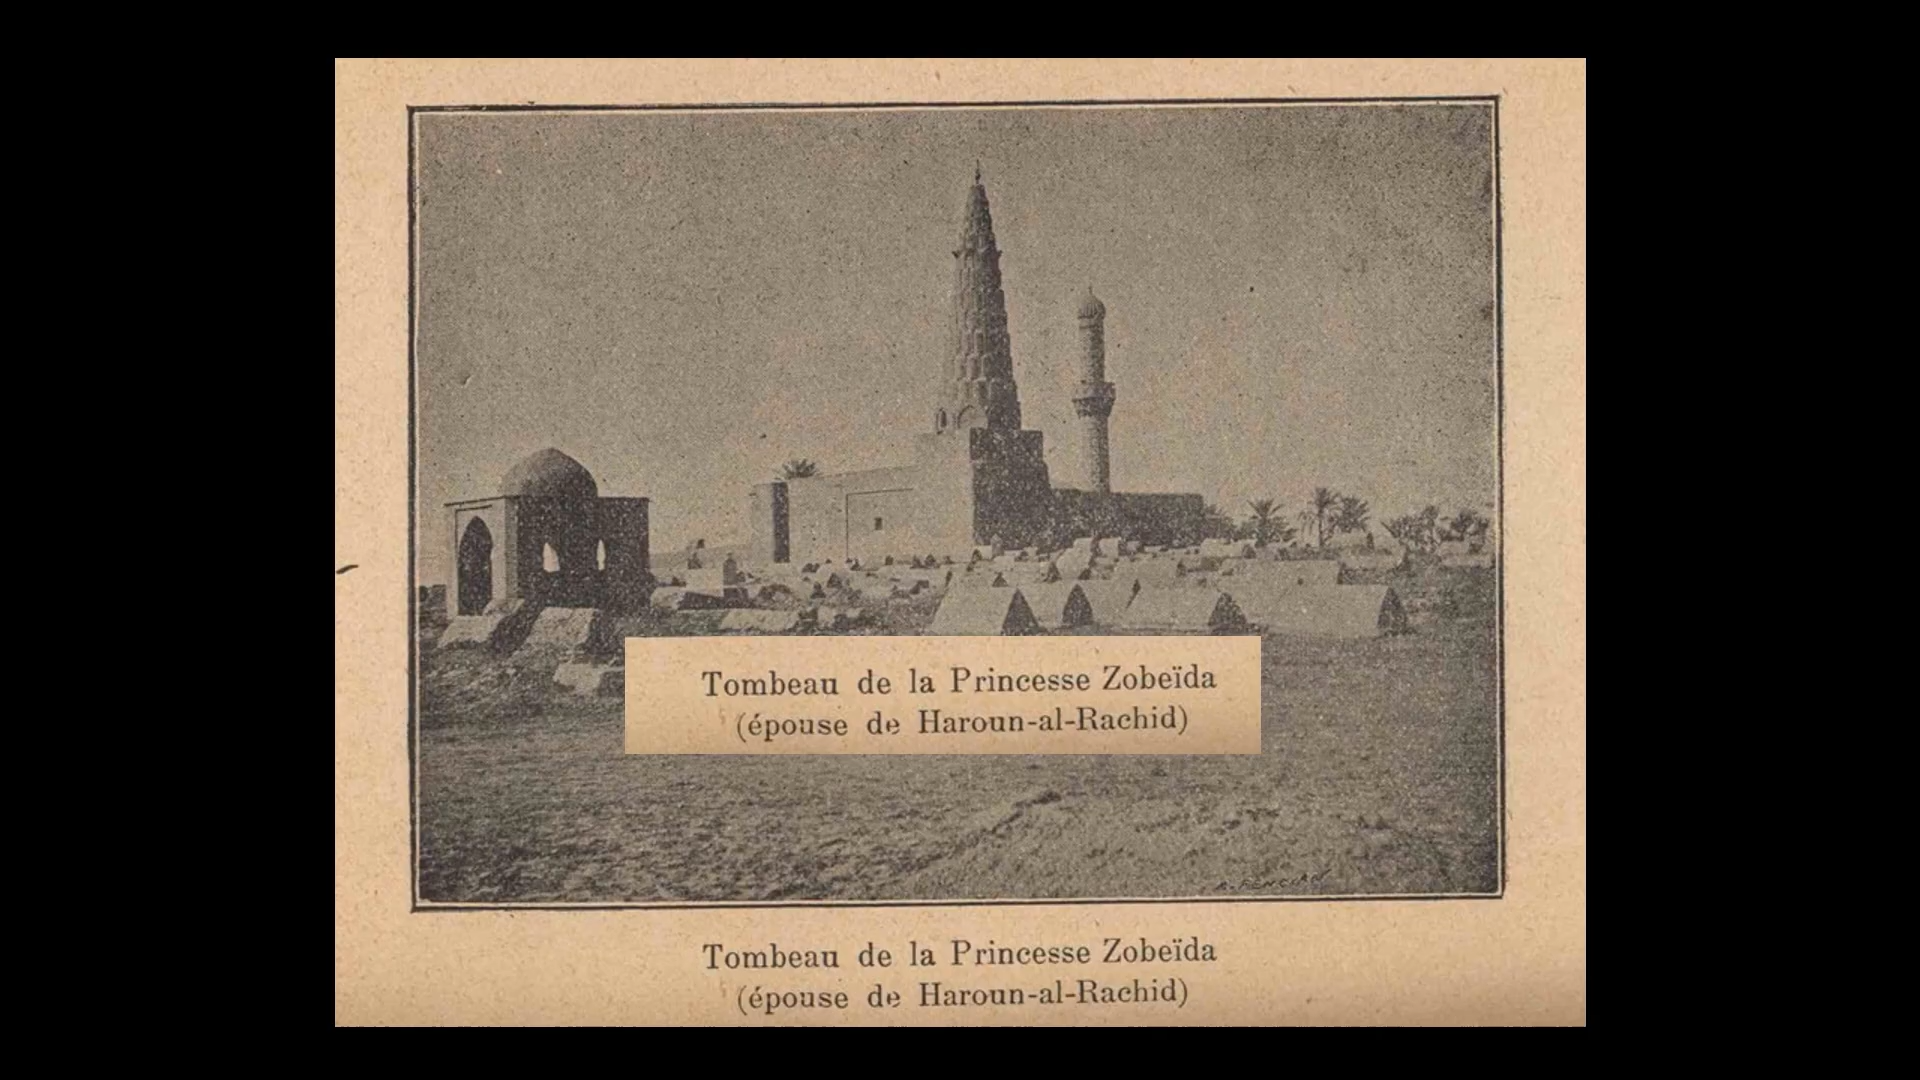 Tombeau de la Princesse Zobeïda
(épouse de Haroun-al-Rachid)
Tombeau de la Princesse Zobeïda
(épouse de Haroun-al-Rachid)